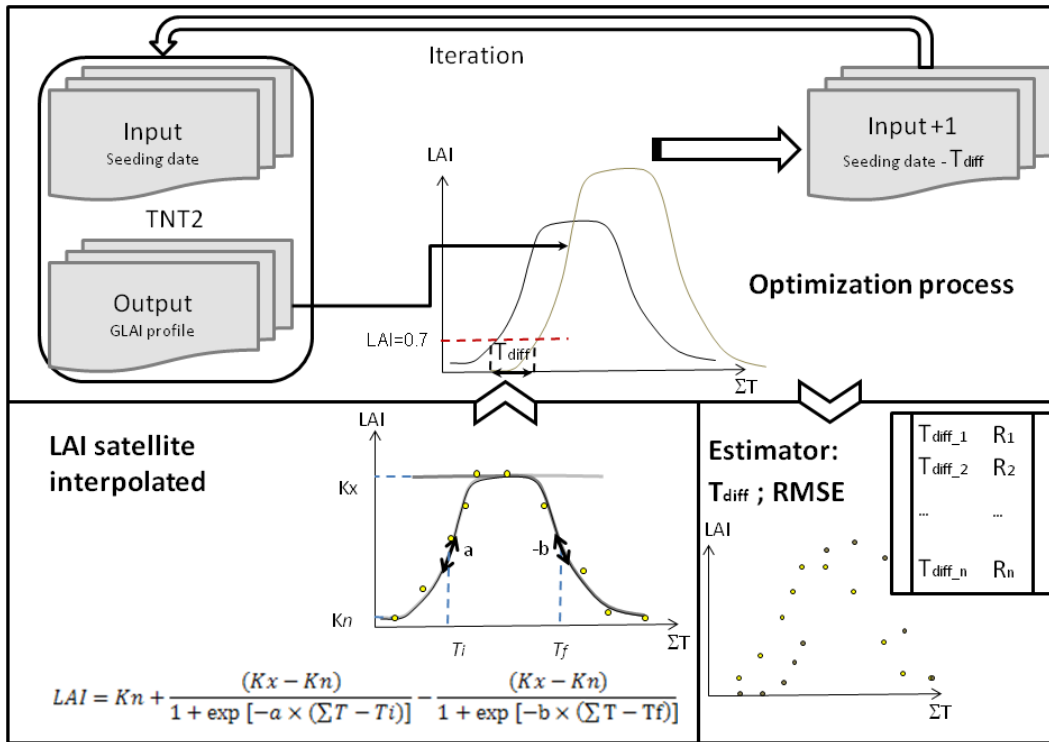 Iteration
Input
Seeding date
TNT2
Output
GLAI profile
LAI
LAI=0.7
Tdiff
ΣT
Input +1
Seeding date - Tdiff
Optimization process
LAI satellite
interpolated
LAI
Kx
Kn
a
-b
Ti
Tf
ΣT
LAI = Kn + (Kx − Kn) / 1 + exp [−a × (∑T − Ti)] − (Kx − Kn) / 1 + exp [−b × (∑T − Tf)]
Estimator:
Tdiff ; RMSE
Tdiff_1 R1
Tdiff_2 R2
... ...
Tdiff_n Rn
LAI
ΣT